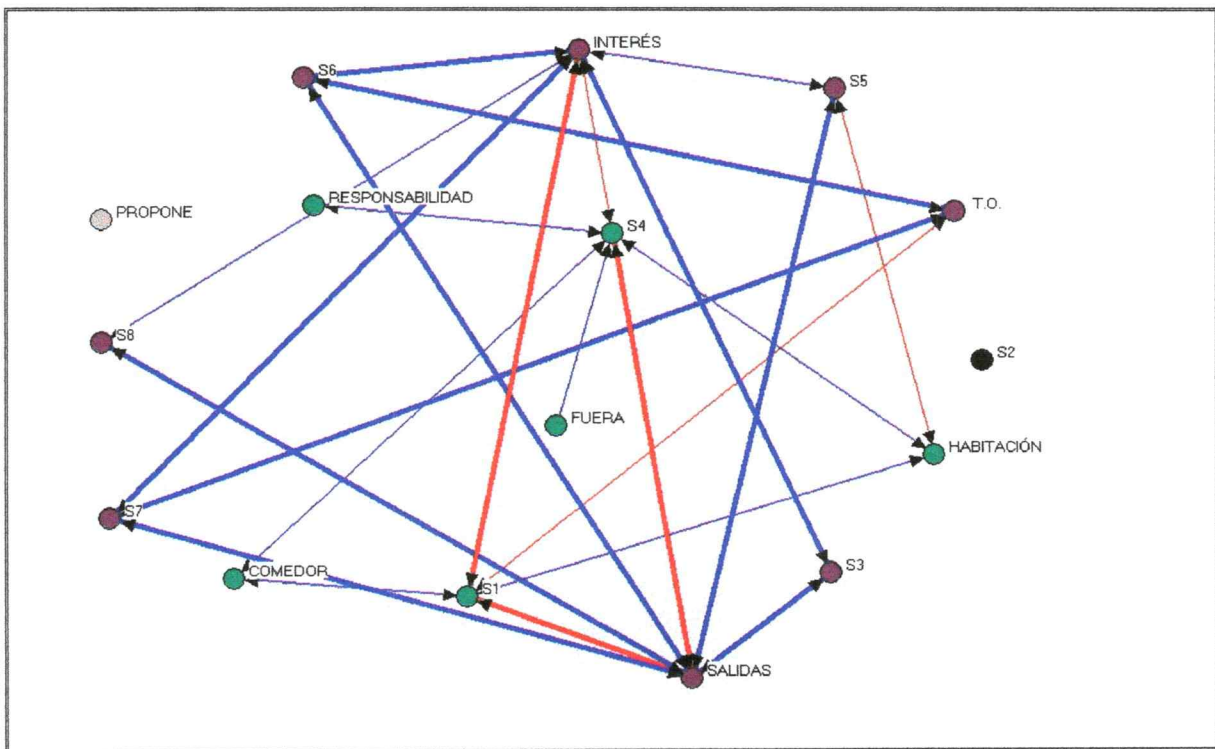 INTERÉS
S6
S5
RESPONSABILIDAD
T.O.
PROPONE
S4
S8
S2
FUERA
HABITACIÓN
S7
COMEDOR
S1
S3
SALIDAS